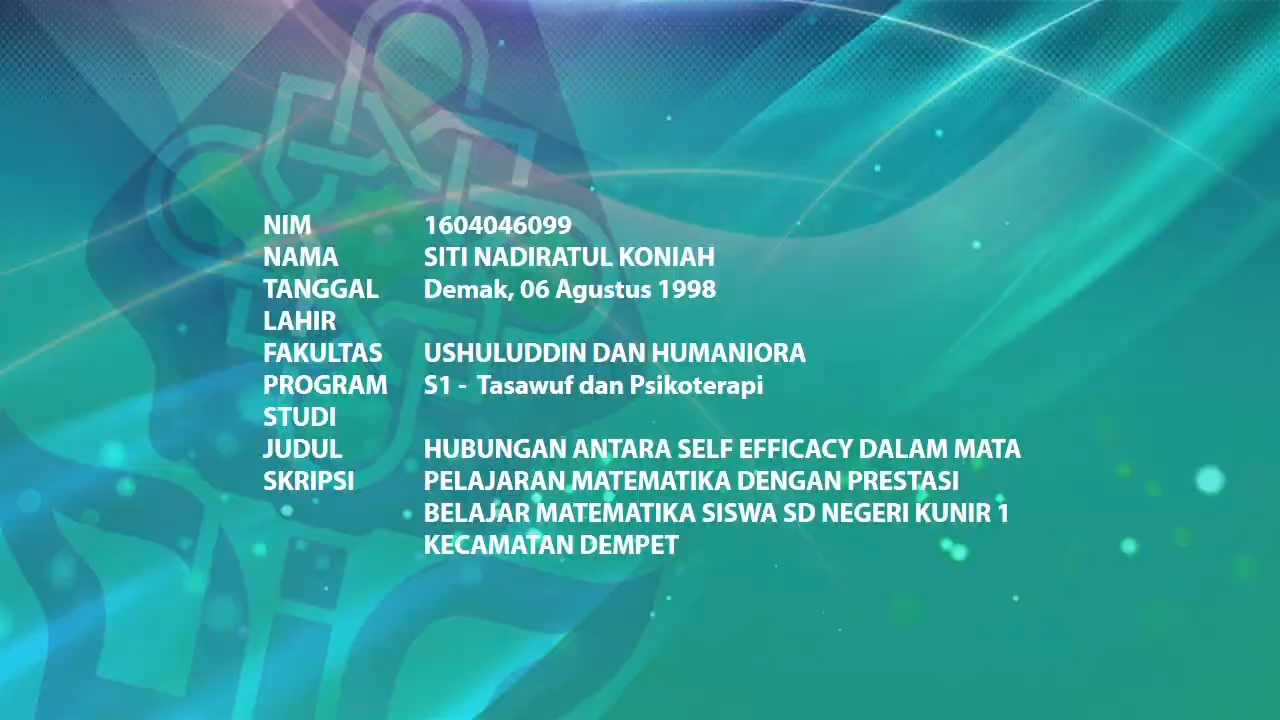 NIM 1604046099
NAMA SITI NADIRATUL KONIAH
TANGGAL Demak, 06 Agustus 1998
LAHIR
FAKULTAS USHULUDDIN DAN HUMANIORA
PROGRAM S1 - Tasawuf dan Psikoterapi
STUDI
JUDUL HUBUNGAN ANTARA SELF EFFICACY DALAM MATA
SKRIPSI PELAJARAN MATEMATIKA DENGAN PRESTASI
BELAJAR MATEMATIKA SISWA SD NEGERI KUNIR 1
KECAMATAN DEMPET